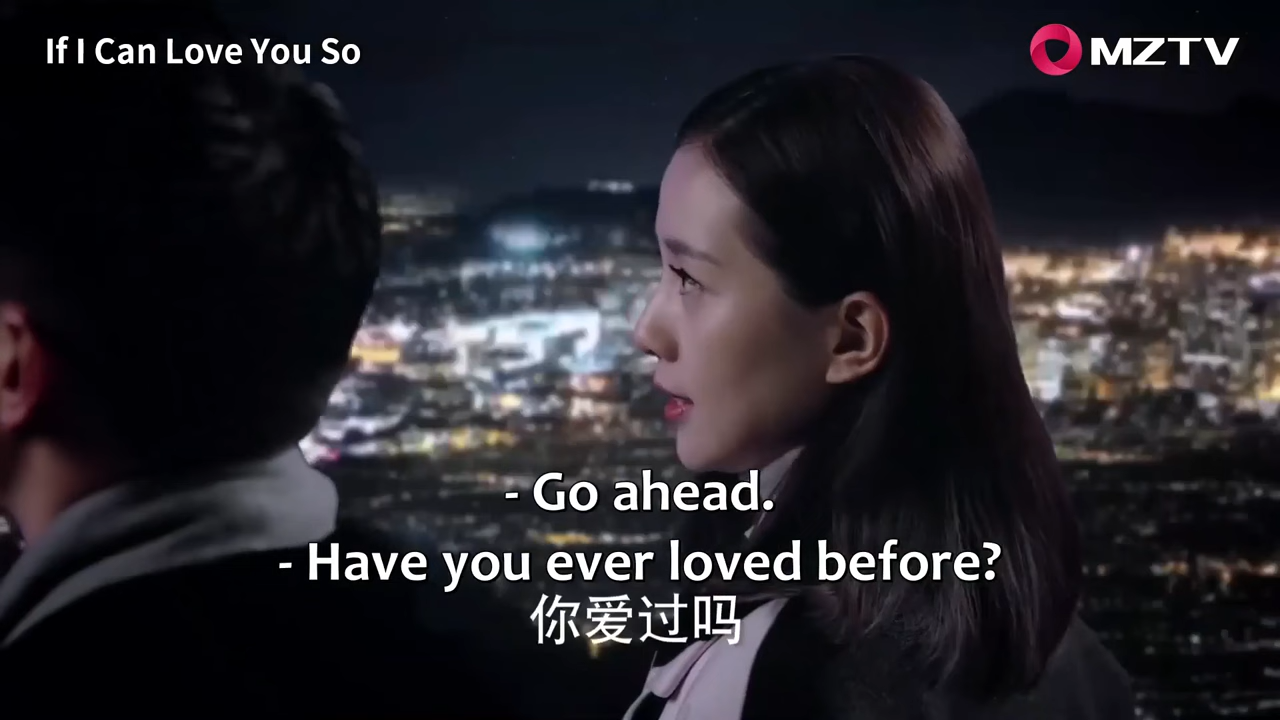 If I Can Love You So
MZTV
- Go ahead.
- Have you ever loved before?
你爱过吗